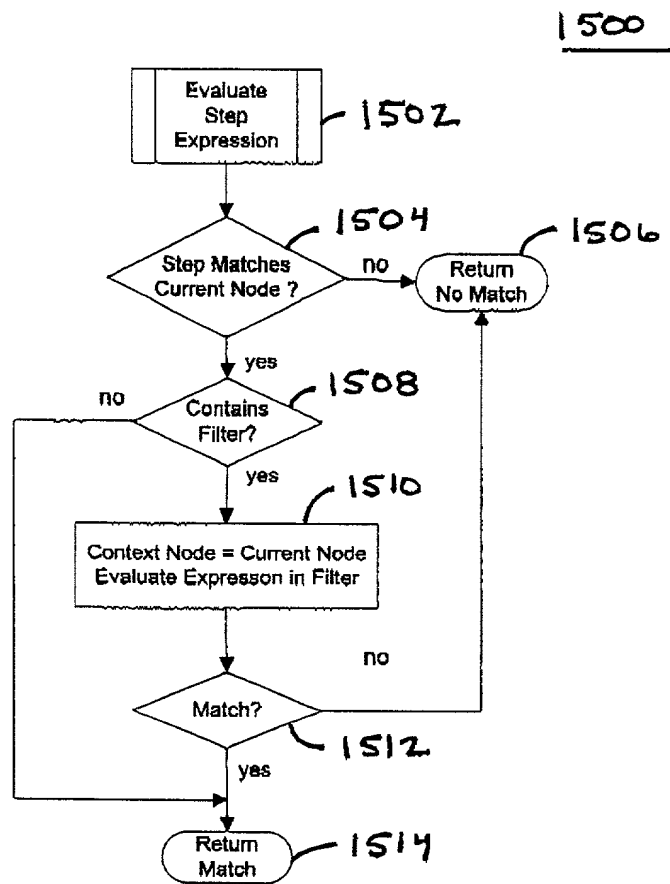 1500
Evaluate
Step
Expression
1502
1504
Step Matches
Current Node ?
no
1506
Return
No Match
yes
1508
no
Contains
Filter?
yes
1510
Context Node = Current Node
Evaluate Expresson in Filter
no
Match?
1512
yes
Return
Match
1514